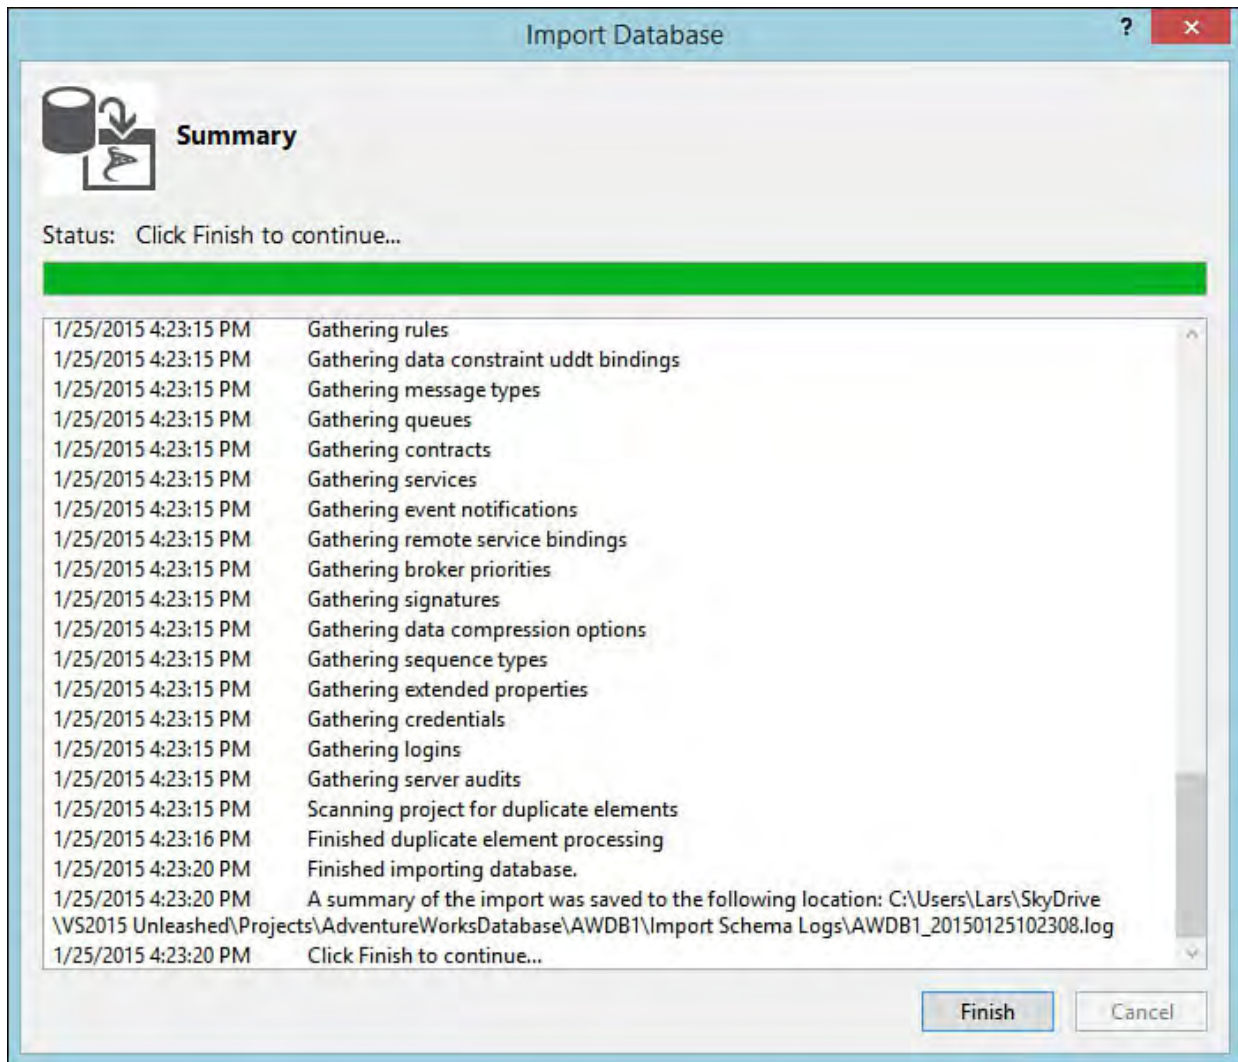 Import Database
?
Summary
Status: Click Finish to continue...
1/25/2015 4:23:15 PM Gathering rules
1/25/2015 4:23:15 PM Gathering data constraint uddt bindings
1/25/2015 4:23:15 PM Gathering message types
1/25/2015 4:23:15 PM Gathering queues
1/25/2015 4:23:15 PM Gathering contracts
1/25/2015 4:23:15 PM Gathering services
1/25/2015 4:23:15 PM Gathering event notifications
1/25/2015 4:23:15 PM Gathering remote service bindings
1/25/2015 4:23:15 PM Gathering broker priorities
1/25/2015 4:23:15 PM Gathering signatures
1/25/2015 4:23:15 PM Gathering data compression options
1/25/2015 4:23:15 PM Gathering sequence types
1/25/2015 4:23:15 PM Gathering extended properties
1/25/2015 4:23:15 PM Gathering credentials
1/25/2015 4:23:15 PM Gathering logins
1/25/2015 4:23:15 PM Gathering server audits
1/25/2015 4:23:15 PM Scanning project for duplicate elements
1/25/2015 4:23:16 PM Finished duplicate element processing
1/25/2015 4:23:20 PM Finished importing database.
1/25/2015 4:23:20 PM A summary of the import was saved to the following location: C:\Users\Lars\SkyDrive
\VS2015 Unleashed\Projects\AdventureWorksDatabase\AWDB1\Import Schema Logs\AWDB1_20150125102308.log
1/25/2015 4:23:20 PM Click Finish to continue...
Finish Cancel